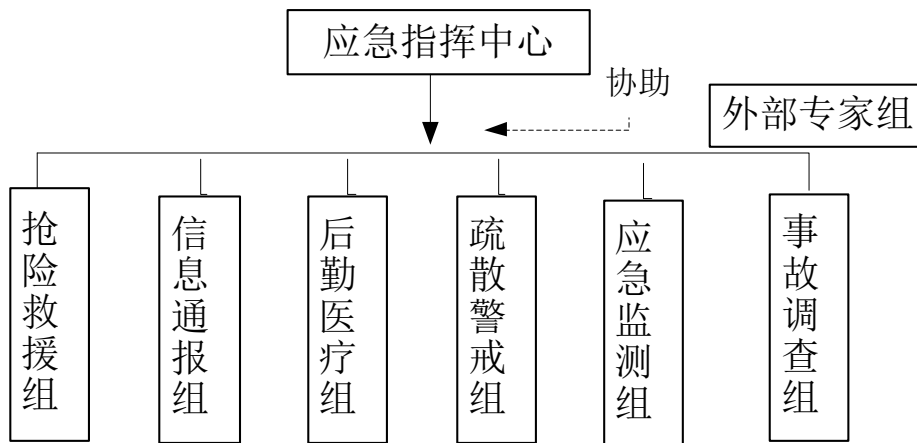 应急指挥中心
协助
外部专家组
抢险救援组
信息通报组
后勤医疗组
疏散警戒组
应急监测组
事故调查组